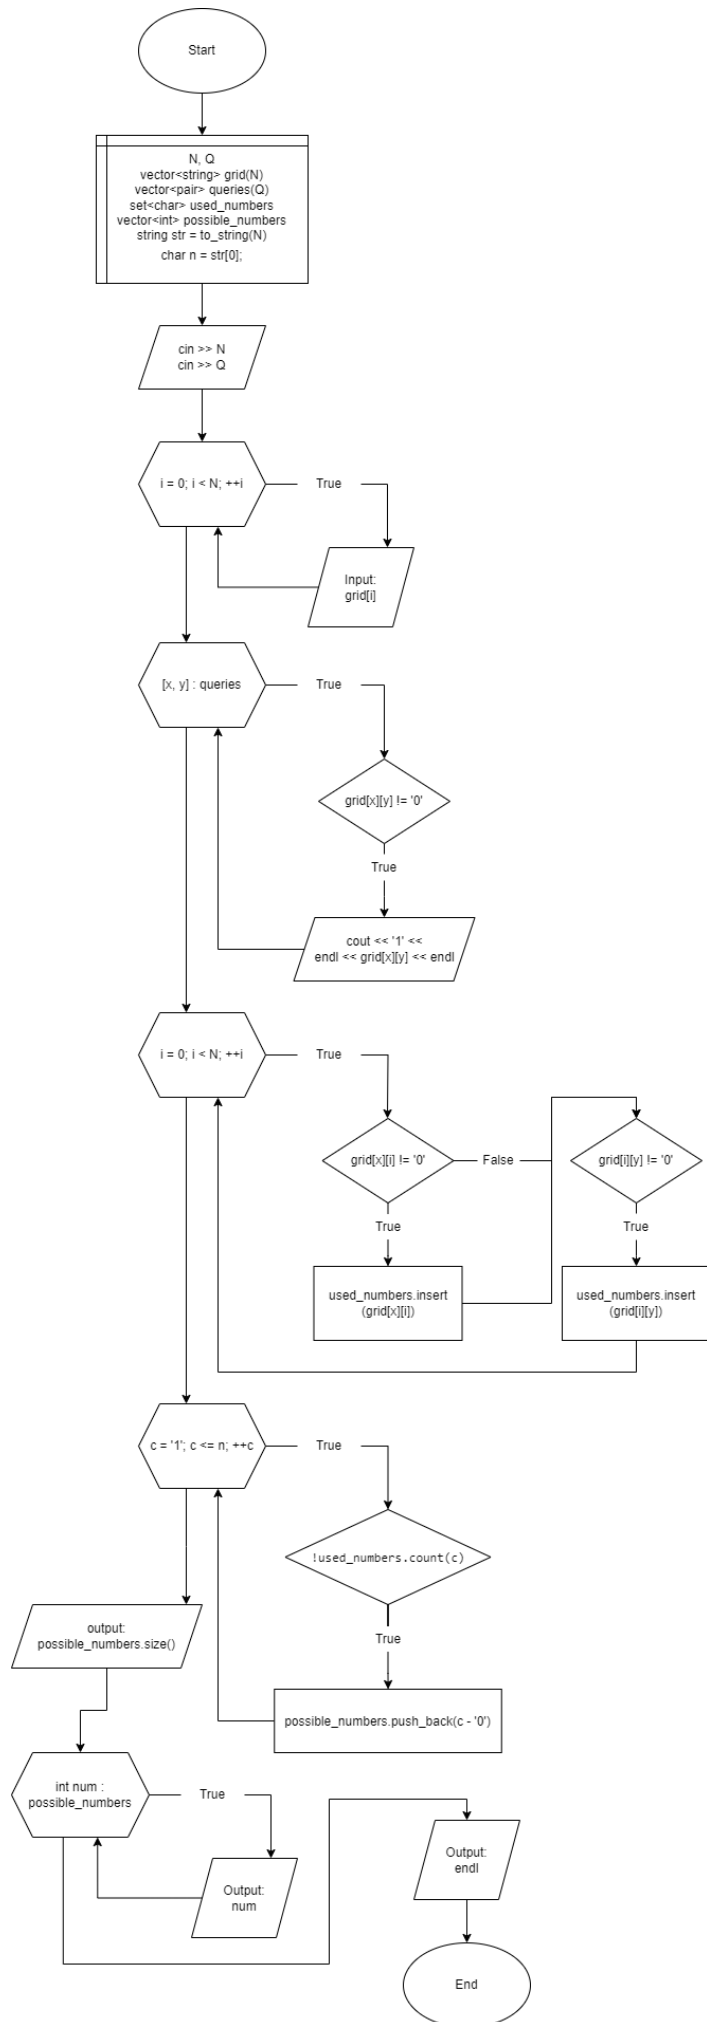 Start
N, Q
vector<string> grid(N)
vector<pair> queries(Q)
set<char> used_numbers
vector<int> possible_numbers
string str = to_string(N)
char n = str[0];
cin >> N
cin >> Q
i = 0; i < N; ++i
True
Input:
grid[i]
[x, y] : queries
True
grid[x][y] != '0'
True
cout << '1' <<
endl << grid[x][y] << endl
i = 0; i < N; ++i
True
grid[x][i] != '0'
False
grid[i][y] != '0'
True
True
used_numbers.insert
(grid[x][i])
used_numbers.insert
(grid[i][y])
c = '1'; c <= n; ++c
True
!used_numbers.count(c)
True
output:
possible_numbers.size()
possible_numbers.push_back(c - '0')
int num :
possible_numbers
True
Output:
num
Output:
endl
End